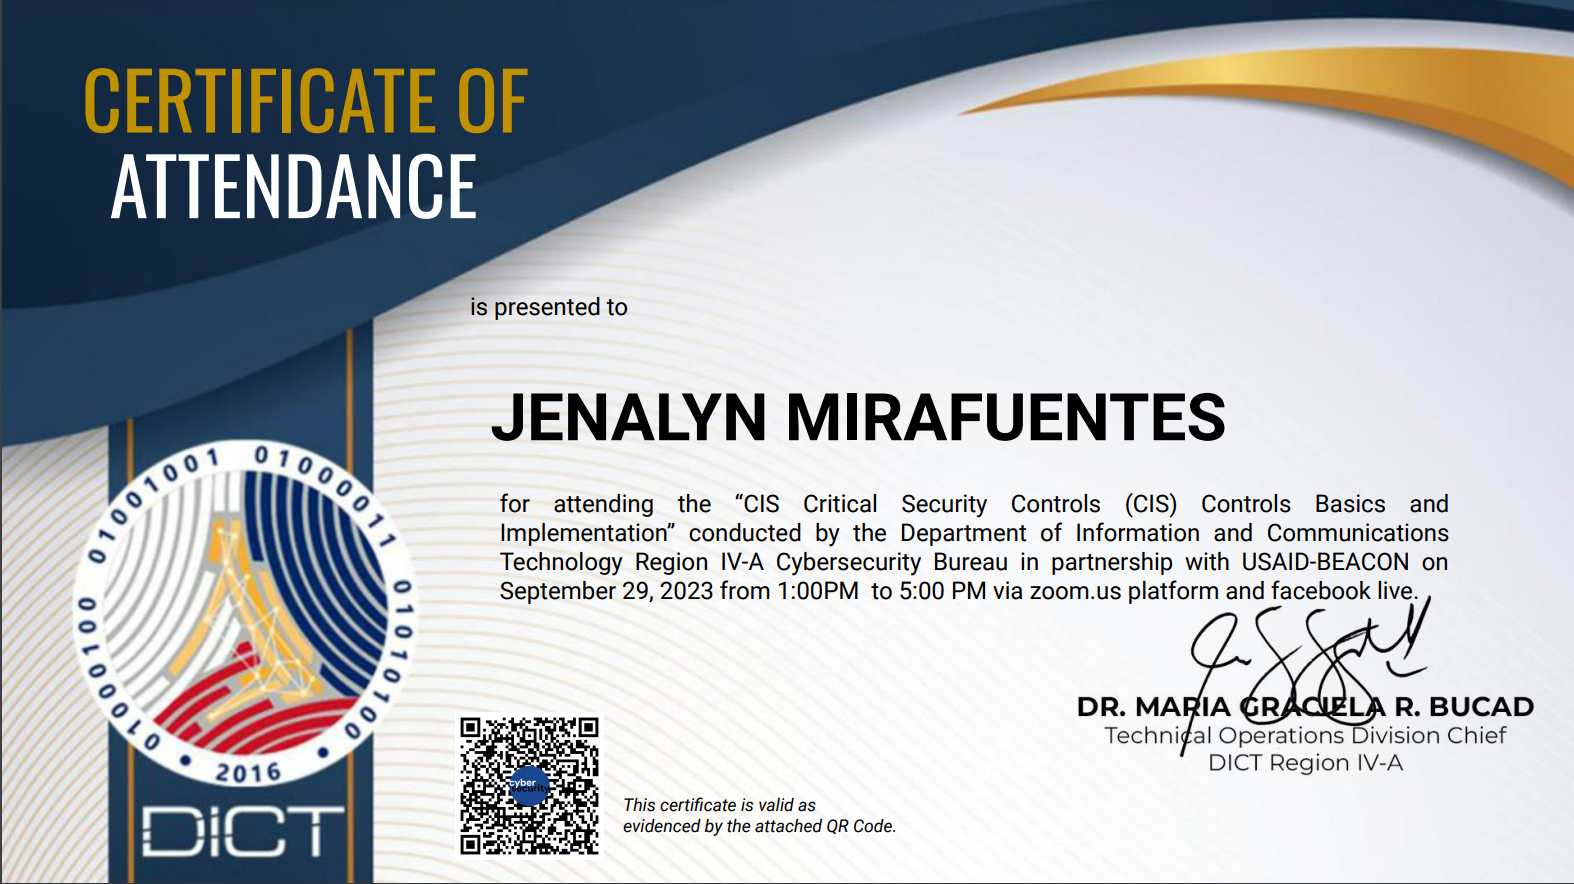 CERTIFICATE OF
ATTENDANCE
is presented to
JENALYN MIRAFUENTES
for attending the “CIS Critical Security Controls (CIS) Controls Basics and
Implementation” conducted by the Department of Information and Communications
Technology Region IV-A Cybersecurity Bureau in partnership with USAID-BEACON on
September 29, 2023 from 1:00PM to 5:00 PM via zoom.us platform and facebook live.
DR. MARIA GRACIELA R. BUCAD
Technical Operations Division Chief
DICT Region IV-A
01000100 01001001 01000011 01010100
• 2016 •
DICT
cyber
security
This certificate is valid as
evidenced by the attached QR Code.